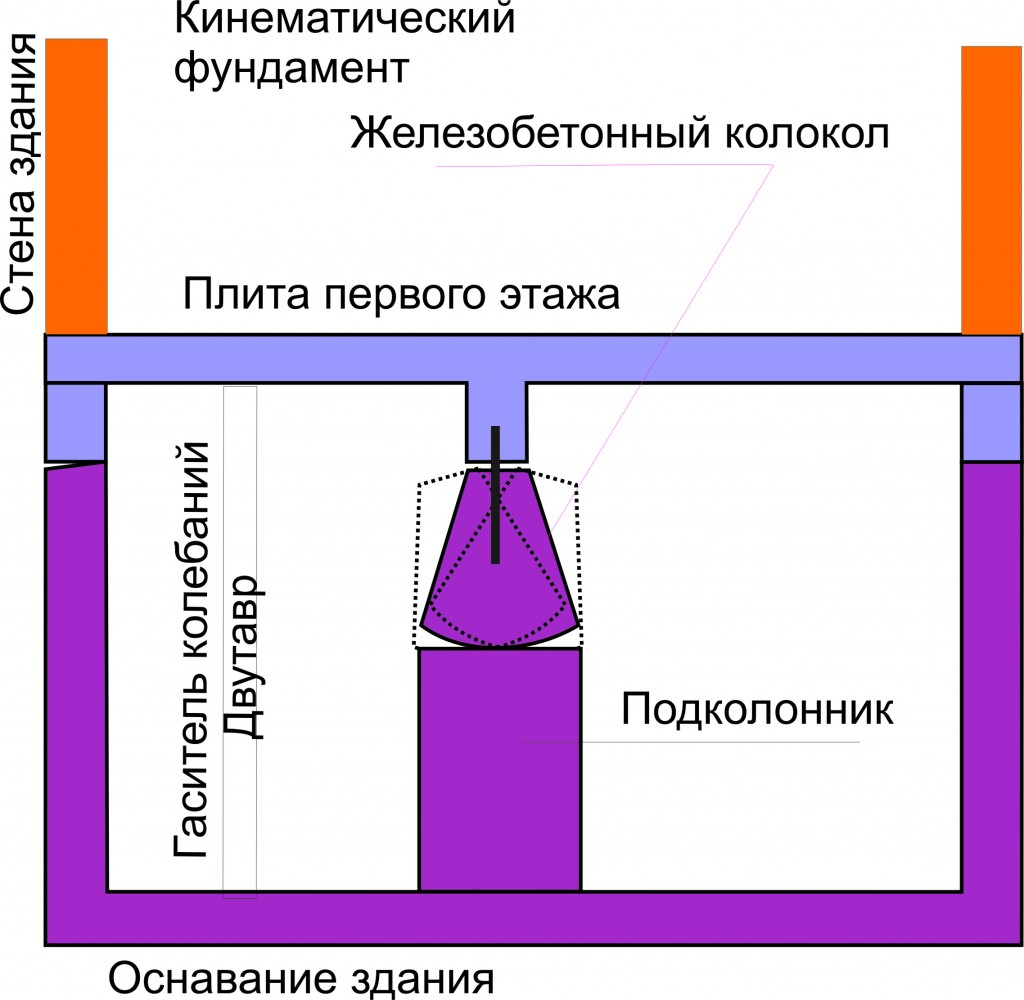 Кинематический
фундамент
Железобетонный колокол
Стена здания
Плита первого этажа
Гаситель колебаний
Двутавр
Подколонник
Оснавание здания